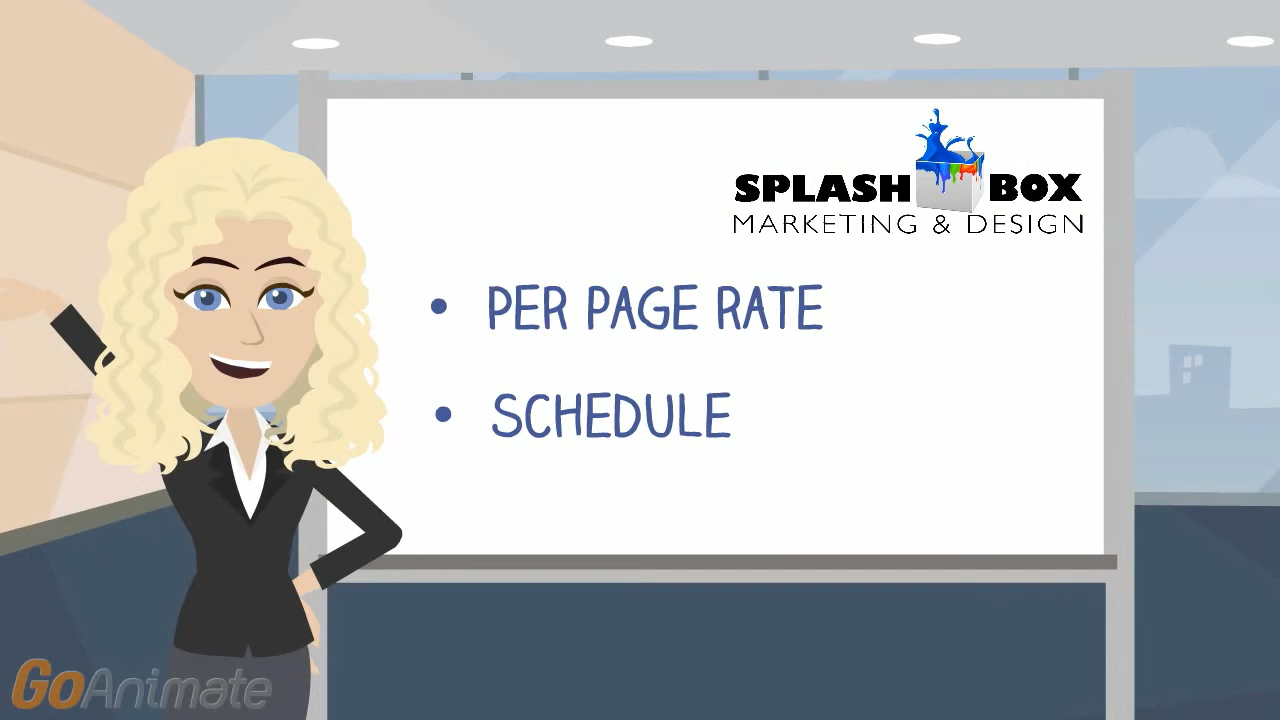 SPLASH BOX
MARKETING & DESIGN
• PER PAGE RATE
• SCHEDULE
GoAnimate